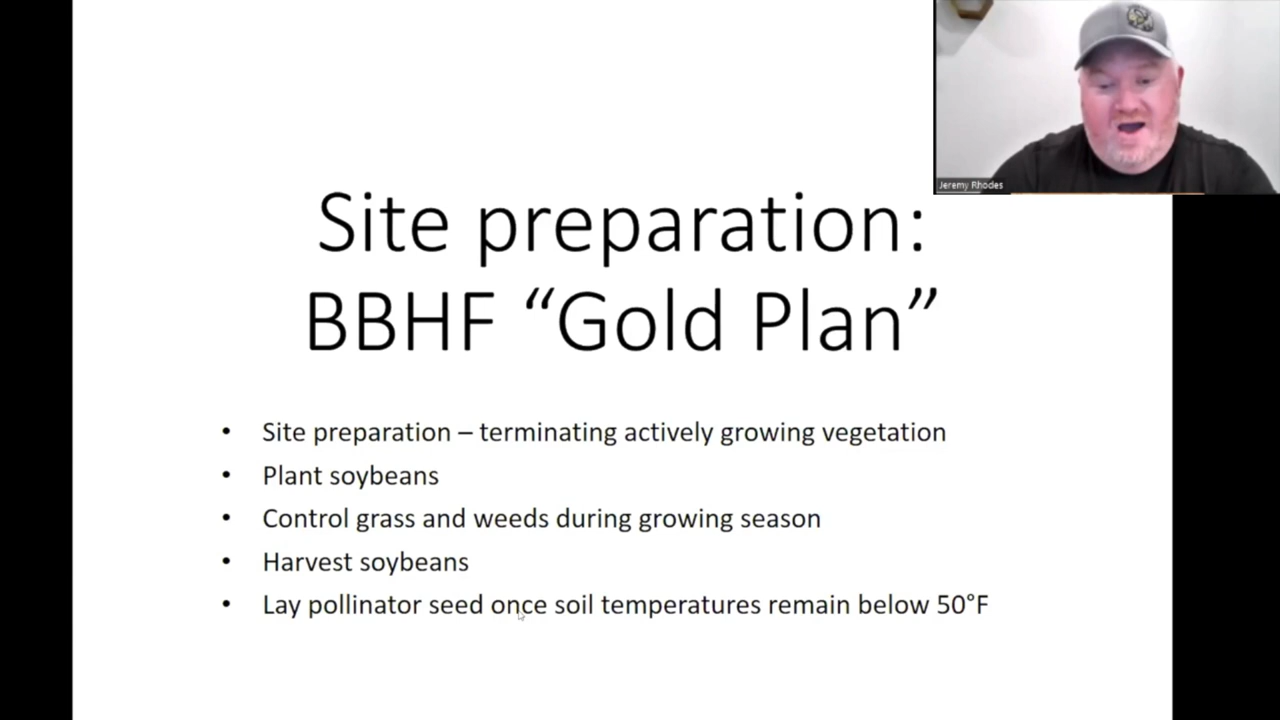 Jeremy Rhodes
Site preparation:
BBHF “Gold Plan”
• Site preparation – terminating actively growing vegetation
• Plant soybeans
• Control grass and weeds during growing season
• Harvest soybeans
• Lay pollinator seed once soil temperatures remain below 50°F